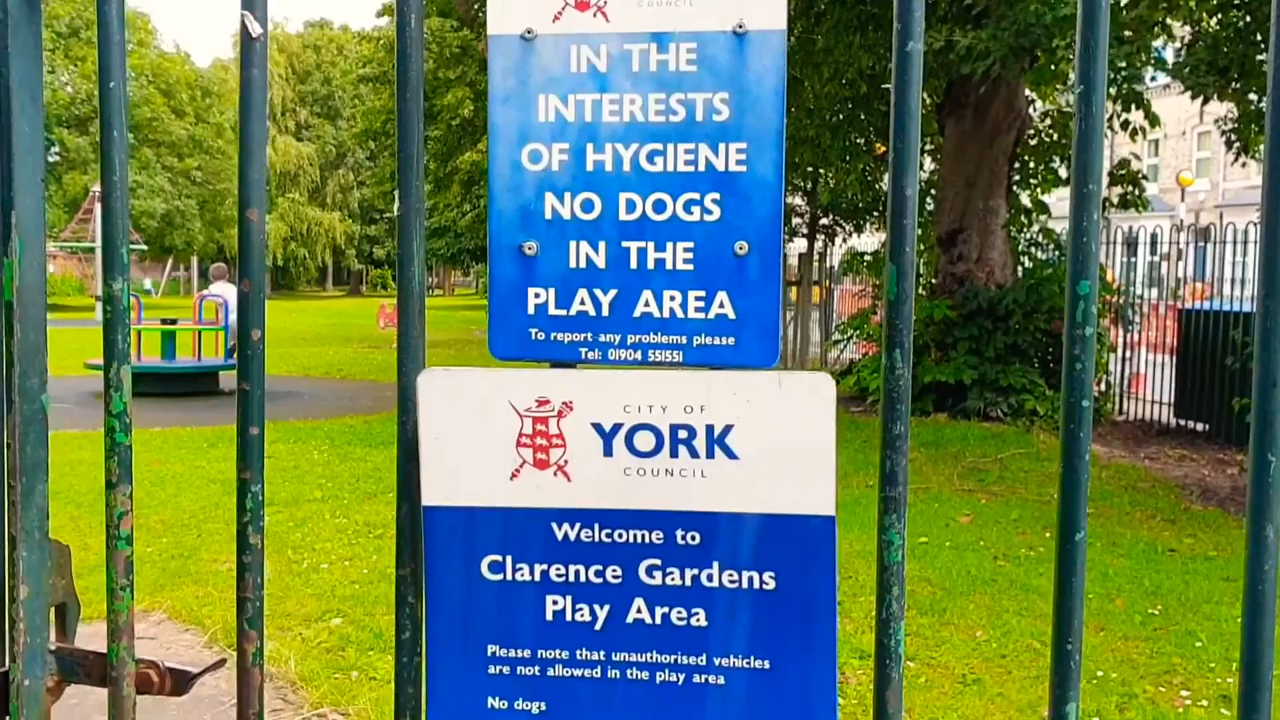 COUNCIL
IN THE
INTERESTS
OF HYGIENE
NO DOGS
IN THE
PLAY AREA
To report any problems please
Tel: 01904 551551
CITY OF
YORK
COUNCIL
Welcome to
Clarence Gardens
Play Area
Please note that unauthorised vehicles
are not allowed in the play area
No dogs